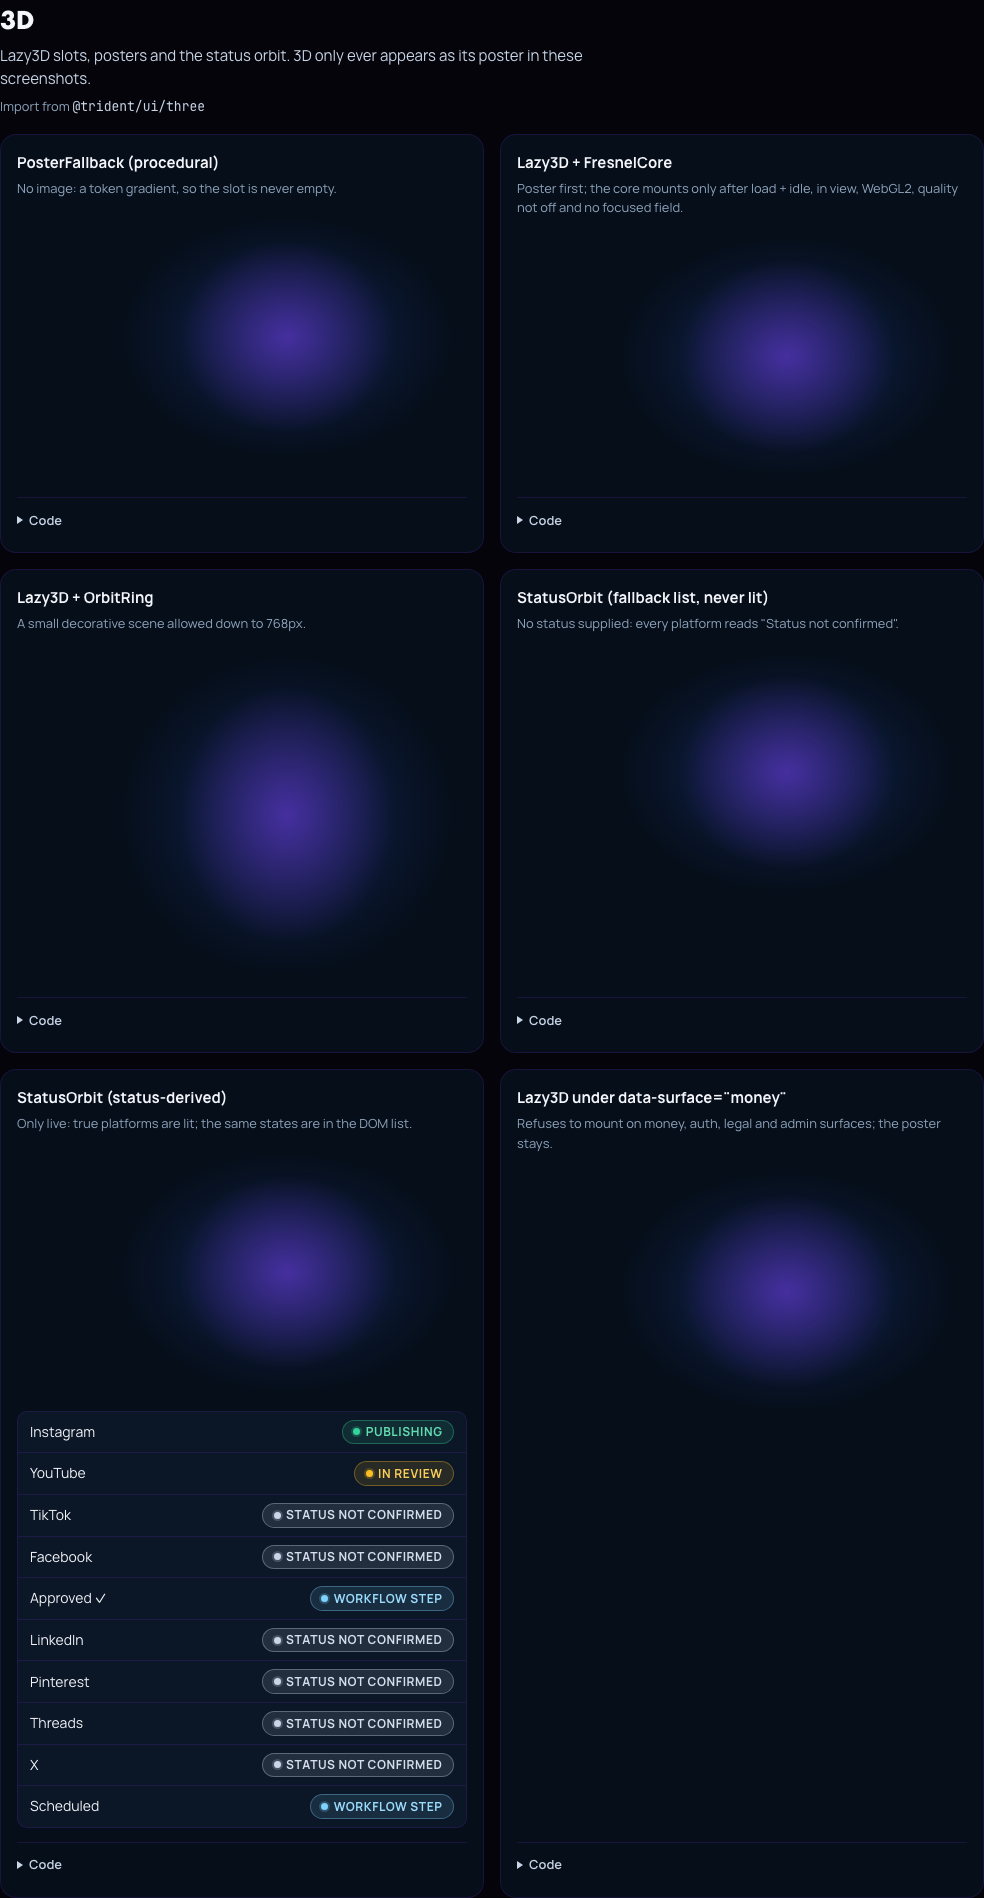 3D
Lazy3D slots, posters and the status orbit. 3D only ever appears as its poster in these
screenshots.
Import from @trident/ui/three
PosterFallback (procedural)
No image: a token gradient, so the slot is never empty.
Code
Lazy3D + FresnelCore
Poster first; the core mounts only after load + idle, in view, WebGL2, quality
not off and no focused field.
Code
Lazy3D + OrbitRing
A small decorative scene allowed down to 768px.
Code
StatusOrbit (fallback list, never lit)
No status supplied: every platform reads "Status not confirmed".
Code
StatusOrbit (status-derived)
Only live: true platforms are lit; the same states are in the DOM list.
Instagram PUBLISHING
YouTube IN REVIEW
TikTok STATUS NOT CONFIRMED
Facebook STATUS NOT CONFIRMED
Approved ✓ WORKFLOW STEP
LinkedIn STATUS NOT CONFIRMED
Pinterest STATUS NOT CONFIRMED
Threads STATUS NOT CONFIRMED
X STATUS NOT CONFIRMED
Scheduled WORKFLOW STEP
Code
Lazy3D under data-surface="money"
Refuses to mount on money, auth, legal and admin surfaces; the poster
stays.
Code